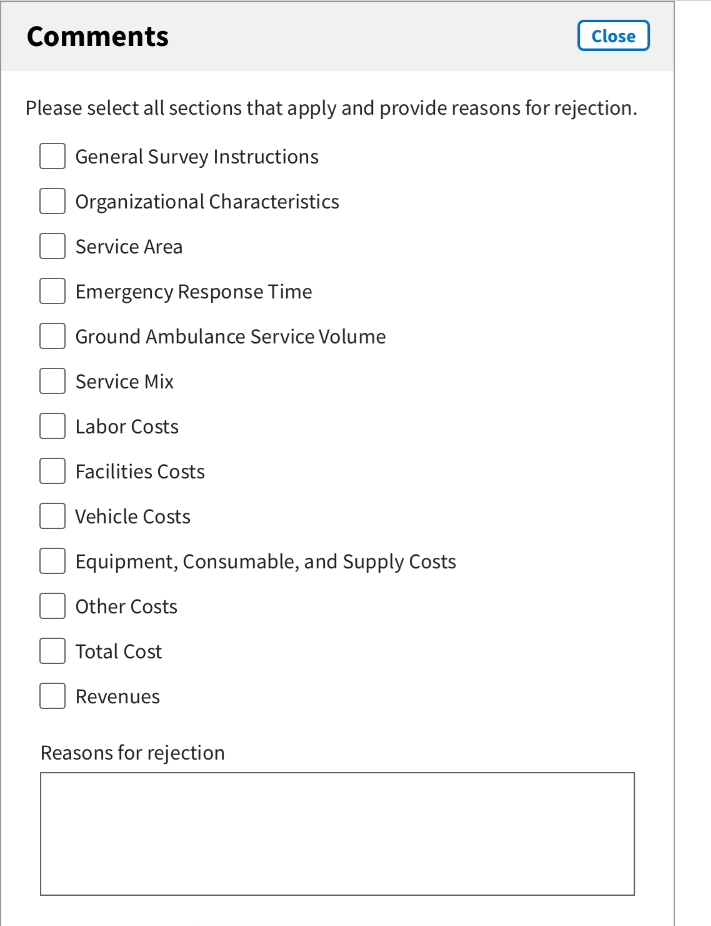 Comments
Close
Please select all sections that apply and provide reasons for rejection.
General Survey Instructions
Organizational Characteristics
Service Area
Emergency Response Time
Ground Ambulance Service Volume
Service Mix
Labor Costs
Facilities Costs
Vehicle Costs
Equipment, Consumable, and Supply Costs
Other Costs
Total Cost
Revenues
Reasons for rejection